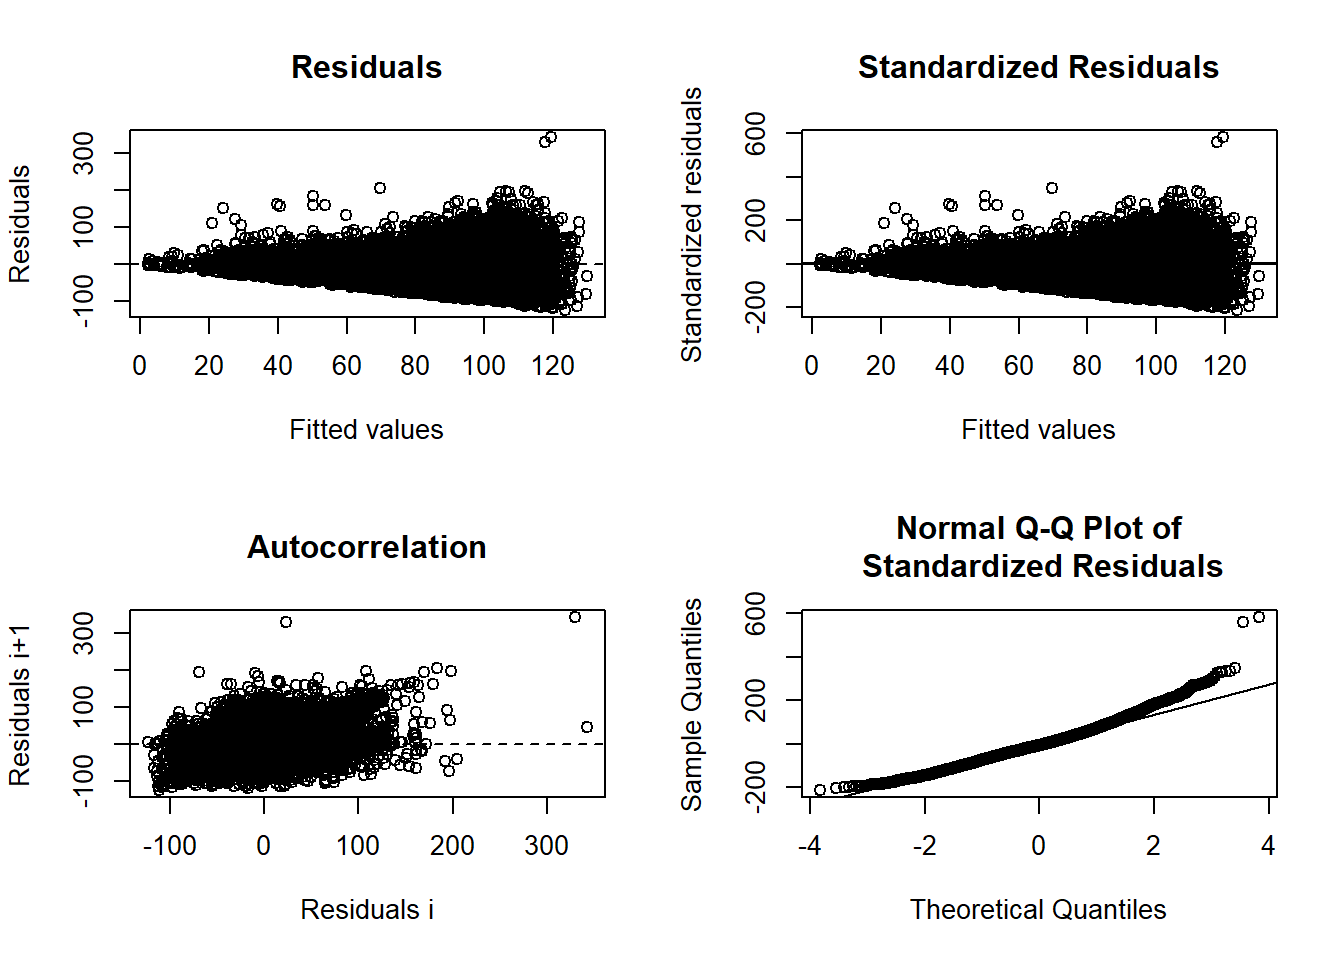 Residuals
Residuals
-100 100 300
0 20 40 60 80 100 120
Fitted values
Standardized Residuals
Standardized residuals
-200 200 600
0 20 40 60 80 100 120
Fitted values
Autocorrelation
Residuals i+1
-100 100 300
-100 0 100 200 300
Residuals i
Normal Q-Q Plot of
Standardized Residuals
Sample Quantiles
-200 200 600
-4 -2 0 2 4
Theoretical Quantiles